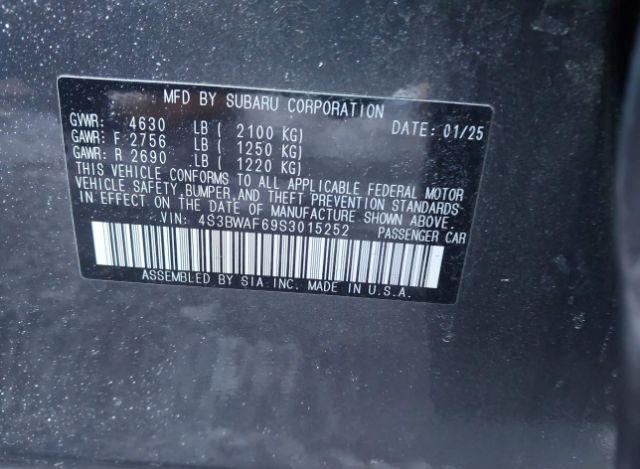 MFD BY SUBARU CORPORATION
GVWR: 4630 LB ( 2100 KG) DATE: 01/25
GAWR: F 2756 LB ( 1250 KG)
GAWR: R 2690 LB ( 1220 KG)
THIS VEHICLE CONFORMS TO ALL APPLICABLE FEDERAL MOTOR
VEHICLE SAFETY, BUMPER, AND THEFT PREVENTION STANDARDS
IN EFFECT ON THE DATE OF MANUFACTURE SHOWN ABOVE.
VIN: 4S3BWAF69S3015252 PASSENGER CAR
ASSEMBLED BY SIA INC. MADE IN U.S.A.